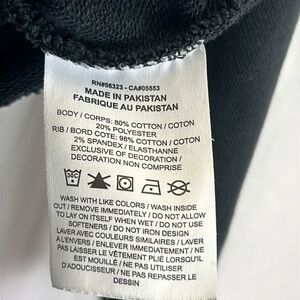 RN#56323 - CA#05553
MADE IN PAKISTAN
FABRIQUE AU PAKISTAN
BODY / CORPS: 80% COTTON / COTON
20% POLYESTER
RIB / BORD COTE: 98% COTTON / COTON
2% SPANDEX / ELASTHANNE
EXCLUSIVE OF DECORATION /
DECORATION NON COMPRISE
WASH WITH LIKE COLORS / WASH INSIDE
OUT / REMOVE IMMEDIATELY / DO NOT ALLOW
TO LAY ON ITSELF WHEN WET / DO NOT USE
SOFTENERS / DO NOT IRON DESIGN
LAVER AVEC COULEURS SIMILAIRES / LAVER
A L'ENVERS / ENLEVER IMMEDIATEMENT / NE
PAS LAISSER LE VÊTEMENT PLIÉ LORSQU'IL
EST MOUILLÉ / NE PAS UTILISER
D'ADOUCISSEUR / NE PAS REPASSER LE
DESSIN